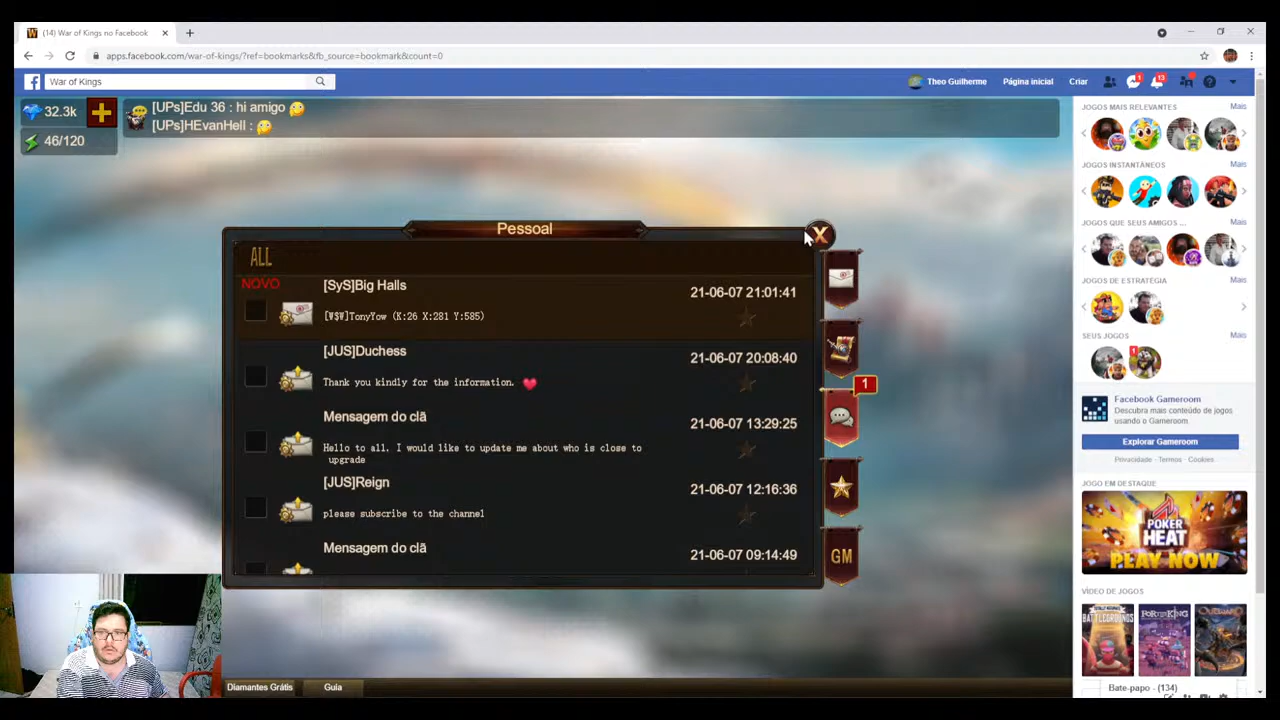 (14) War of Kings no Facebook
apps.facebook.com/war-of-kings/?ref=bookmarks&fb_source=bookmark&count=0
War of Kings
Theo Guilherme
Página inicial
Criar
1
13
32.3k
46/120
[UPs]Edu 36 : hi amigo
[UPs]HEvanHell :
Pessoal
X
ALL
NOVO
[SyS]Big Halls
21-06-07 21:01:41
[W$W]TonyYow (K:26 X:281 Y:585)
[JUS]Duchess
21-06-07 20:08:40
Thank you kindly for the information.
1
Mensagem do clã
21-06-07 13:29:25
Hello to all. I would like to update me about who is close to
upgrade
[JUS]Reign
21-06-07 12:16:36
please subscribe to the channel
Mensagem do clã
21-06-07 09:14:49
GM
Diamantes Grátis
Guia
JOGOS MAIS RELEVANTES
Mais
JOGOS INSTANTÂNEOS
Mais
JOGOS QUE SEUS AMIGOS ...
Mais
JOGOS DE ESTRATÉGIA
Mais
SEUS JOGOS
Mais
1
Facebook Gameroom
Descubra mais conteúdo de jogos
usando o Gameroom.
Explorar Gameroom
Privacidade - Termos - Cookies
JOGO EM DESTAQUE
POKER
HEAT
PLAY NOW
VÍDEO DE JOGOS
Bate-papo - (134)